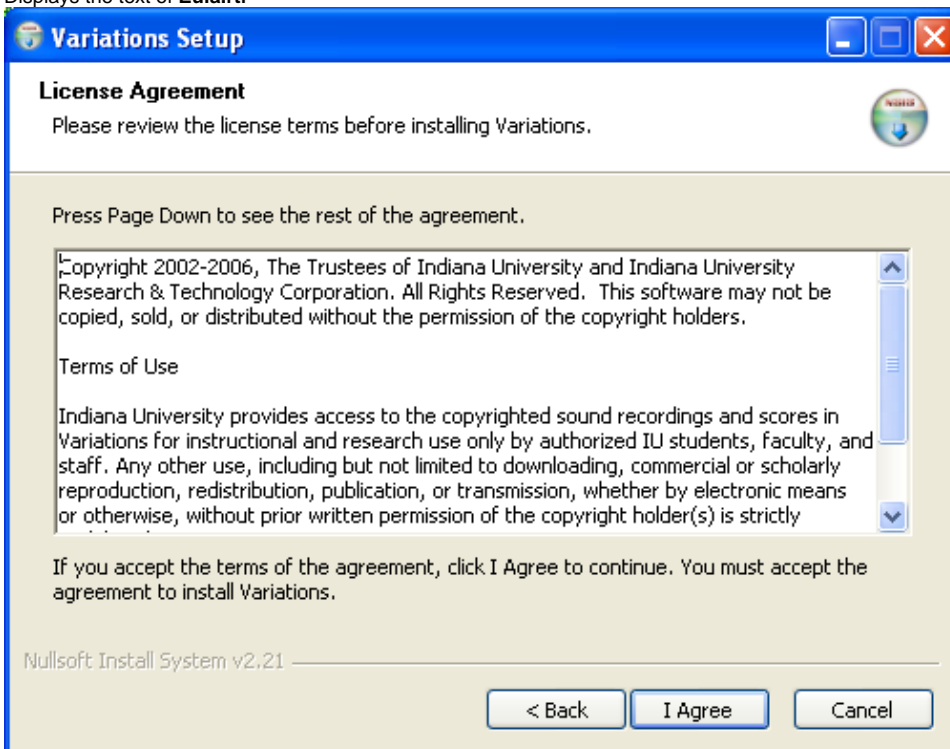 Displays the text of
Variations Setup
License Agreement
Please review the license terms before installing Variations.
Press Page Down to see the rest of the agreement.
Copyright 2002-2006, The Trustees of Indiana University and Indiana University
Research & Technology Corporation. All Rights Reserved.  This software may not be
copied, sold, or distributed without the permission of the copyright holders.
Terms of Use
Indiana University provides access to the copyrighted sound recordings and scores in
Variations for instructional and research use only by authorized IU students, faculty, and
staff. Any other use, including but not limited to downloading, commercial or scholarly
reproduction, redistribution, publication, or transmission, whether by electronic means
or otherwise, without prior written permission of the copyright holder(s) is strictly
If you accept the terms of the agreement, click I Agree to continue. You must accept the
agreement to install Variations.
Nullsoft Install System v2.21
< Back
I Agree
Cancel